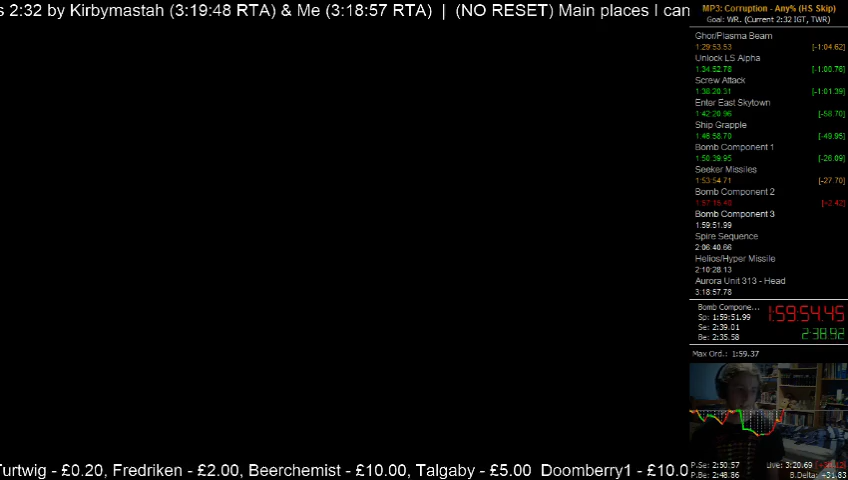 s 2:32 by Kirbymastah (3:19:48 RTA) & Me (3:18:57 RTA) | (NO RESET) Main places I can
MP3: Corruption - Any% (HS Skip)
Goal: WR. (Current 2:32 IGT, TWR)
Ghor/Plasma Beam
1:29:53.53 [-1:04.62]
Unlock LS Alpha
1:34:52.78 [-1:00.76]
Screw Attack
1:38:20.31 [-1:01.39]
Enter East Skytown
1:42:20.96 [-58.70]
Ship Grapple
1:46:58.70 [-49.95]
Bomb Component 1
1:50:39.95 [-26.09]
Seeker Missiles
1:53:54.71 [-27.70]
Bomb Component 2
1:57:15.40 [+2.42]
Bomb Component 3
1:59:51.99
Spire Sequence
2:06:40.66
Helios/Hyper Missile
2:10:28.13
Aurora Unit 313 - Head
3:18:57.78
Bomb Compone... 1:59:54.45
Sp: 1:59:51.99
Se: 2:39.01 2:38.92
Be: 2:35.58
Max Ord.: 1:59.37
P.Se: 2:50.57 Live: 3:20.69
P.Be: 2:48.86 B.Delta: +31.83
Turtwig - £0.20, Fredriken - £2.00, Beerchemist - £10.00, Talgaby - £5.00 Doomberry1 - £10.0